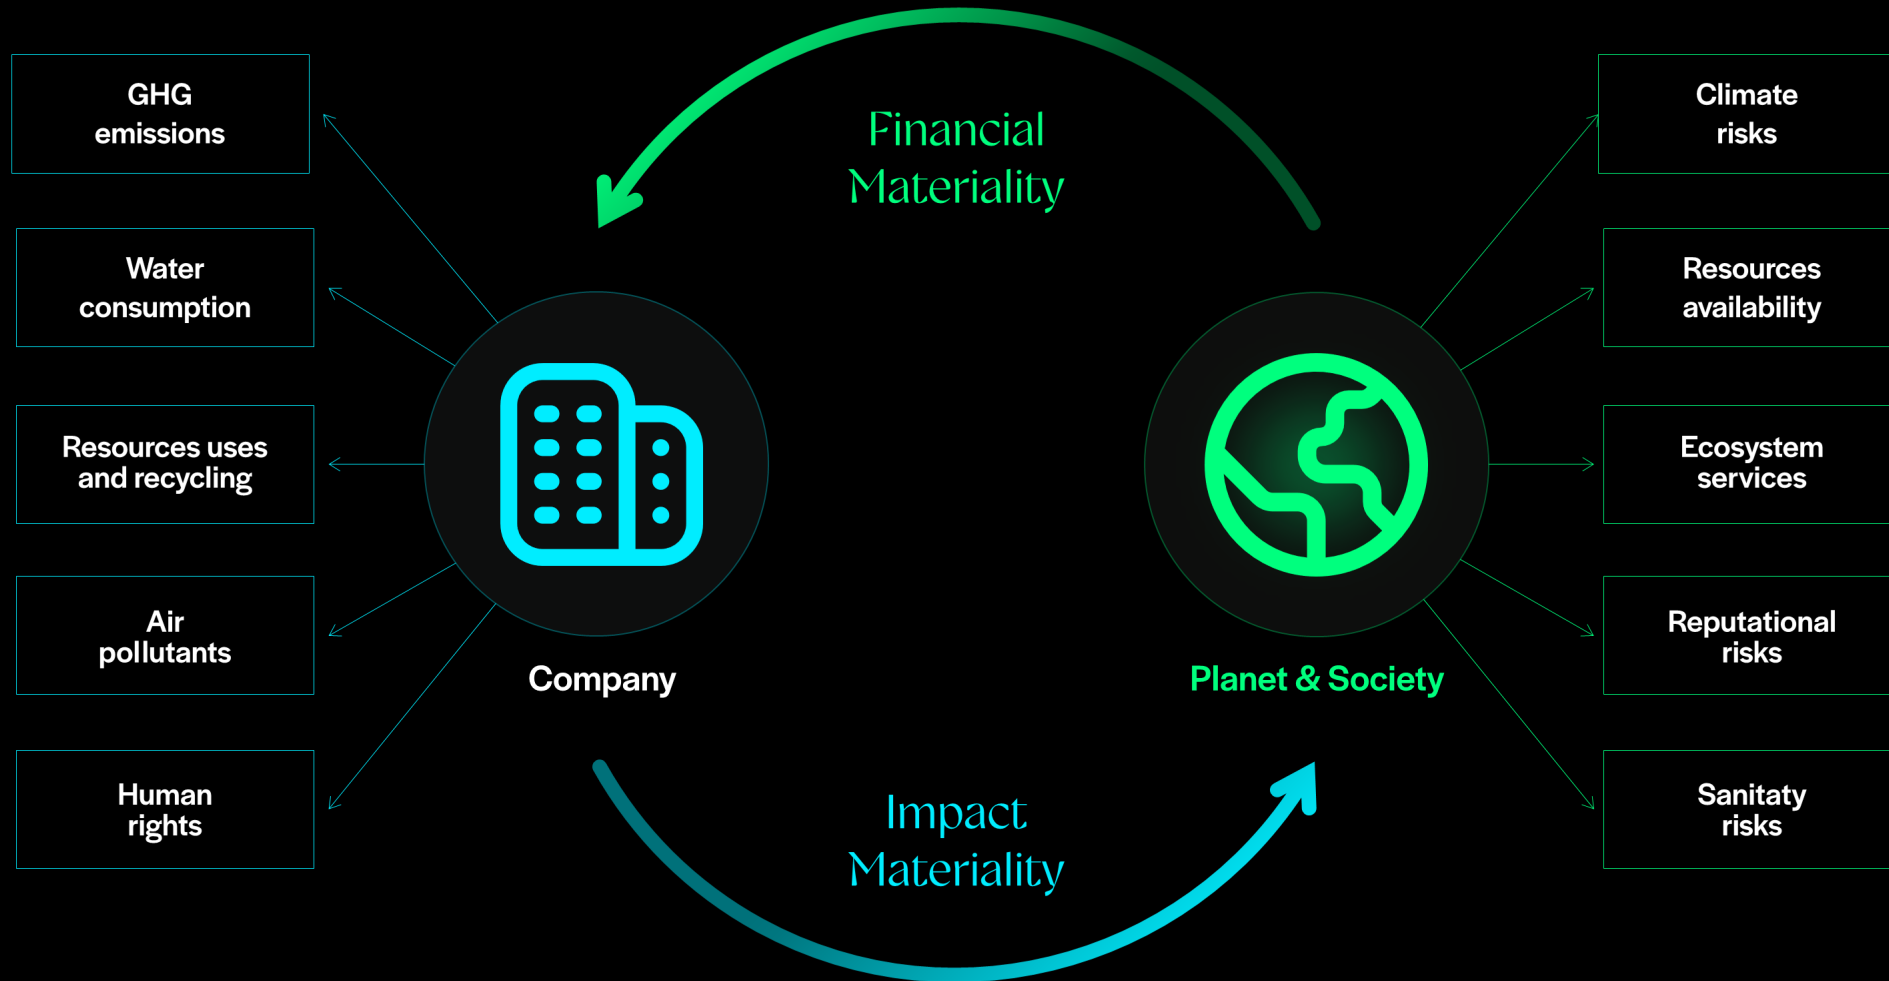 GHG
emissions
Water
consumption
Resources uses
and recycling
Air
pollutants
Human
rights
Financial
Materiality
Company
Planet & Society
Impact
Materiality
Climate
risks
Resources
availability
Ecosystem
services
Reputational
risks
Sanitaty
risks